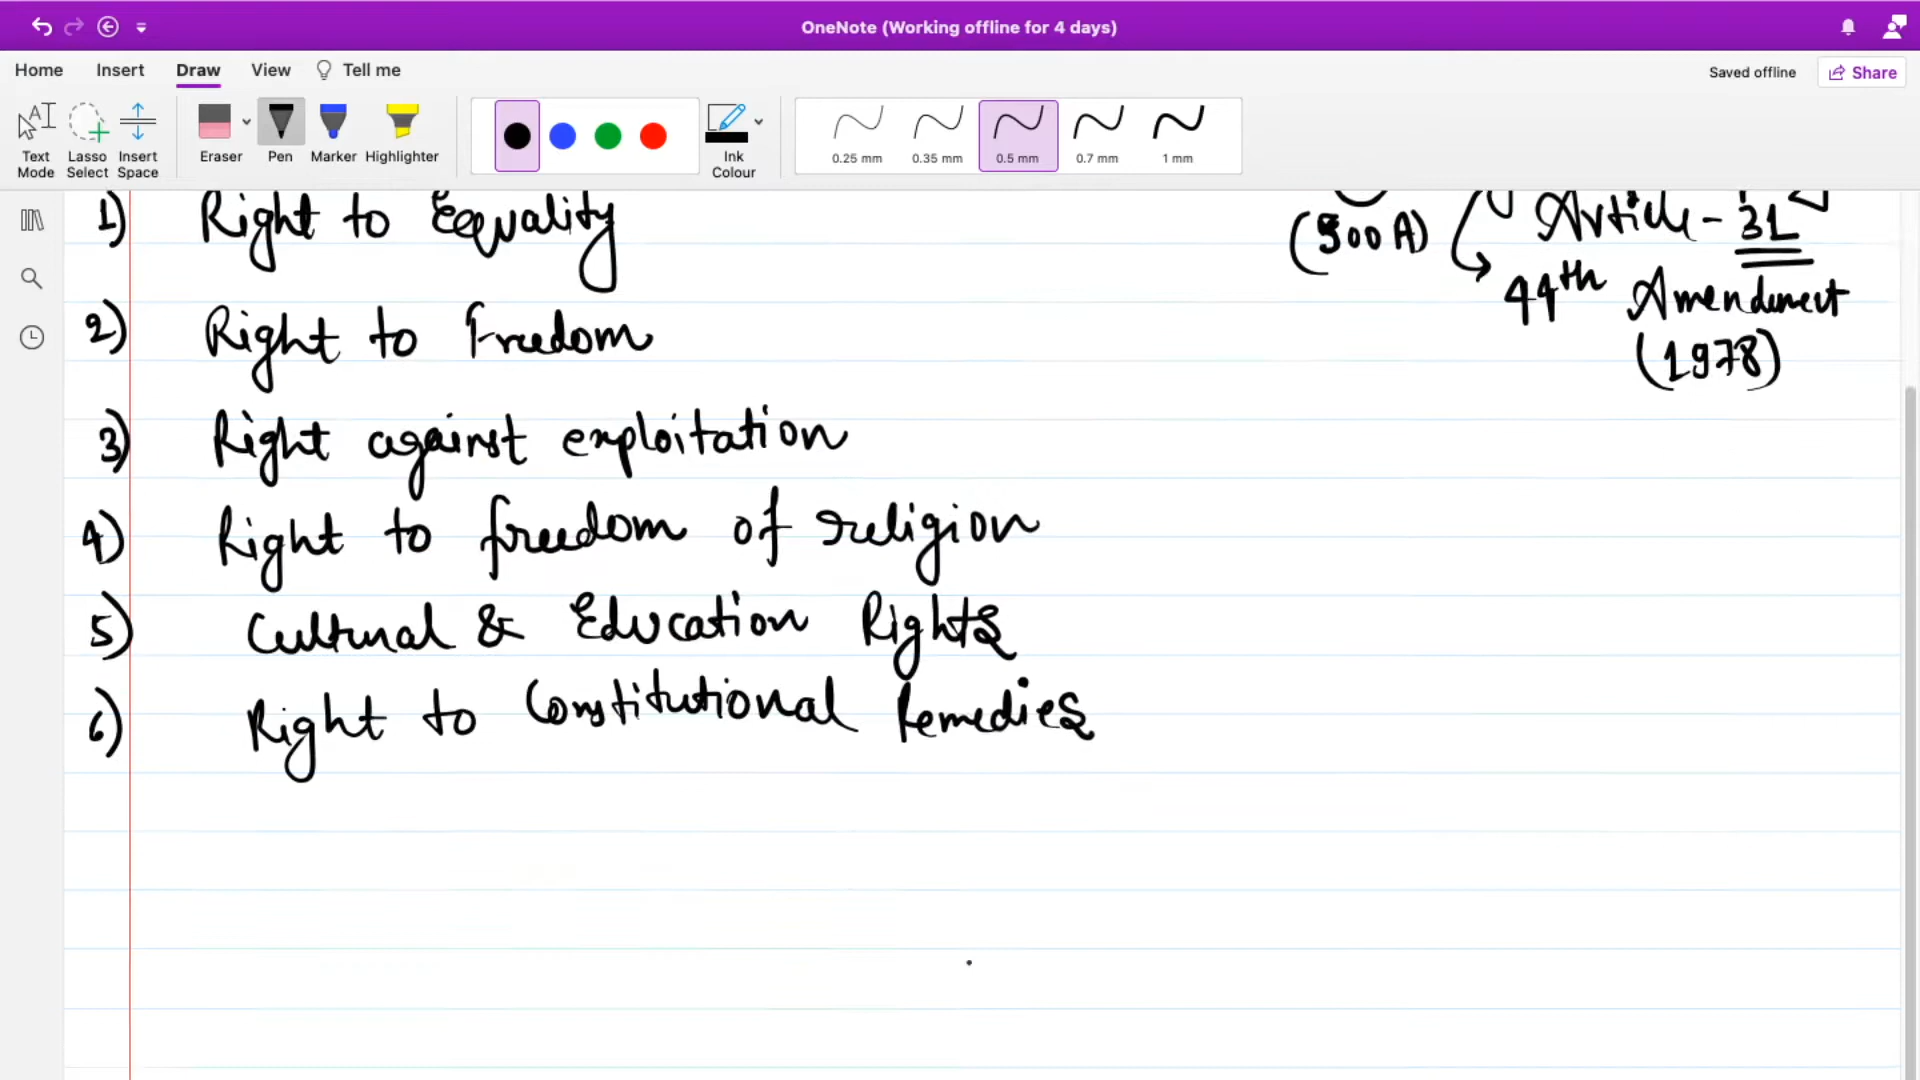 OneNote (Working offline for 4 days)
Home Insert Draw View Tell me
Saved offline Share
Text Mode
Lasso Select
Insert Space
Eraser
Pen
Marker
Highlighter
Ink Colour
0.25 mm 0.35 mm 0.5 mm 0.7 mm 1 mm
1) Right to Equality
(300A) Article - 31
44th Amendment
(1978)
2) Right to Freedom
3) Right against exploitation
4) Right to freedom of religion
5) Cultural & Education Rights
6) Right to Constitutional Remedies